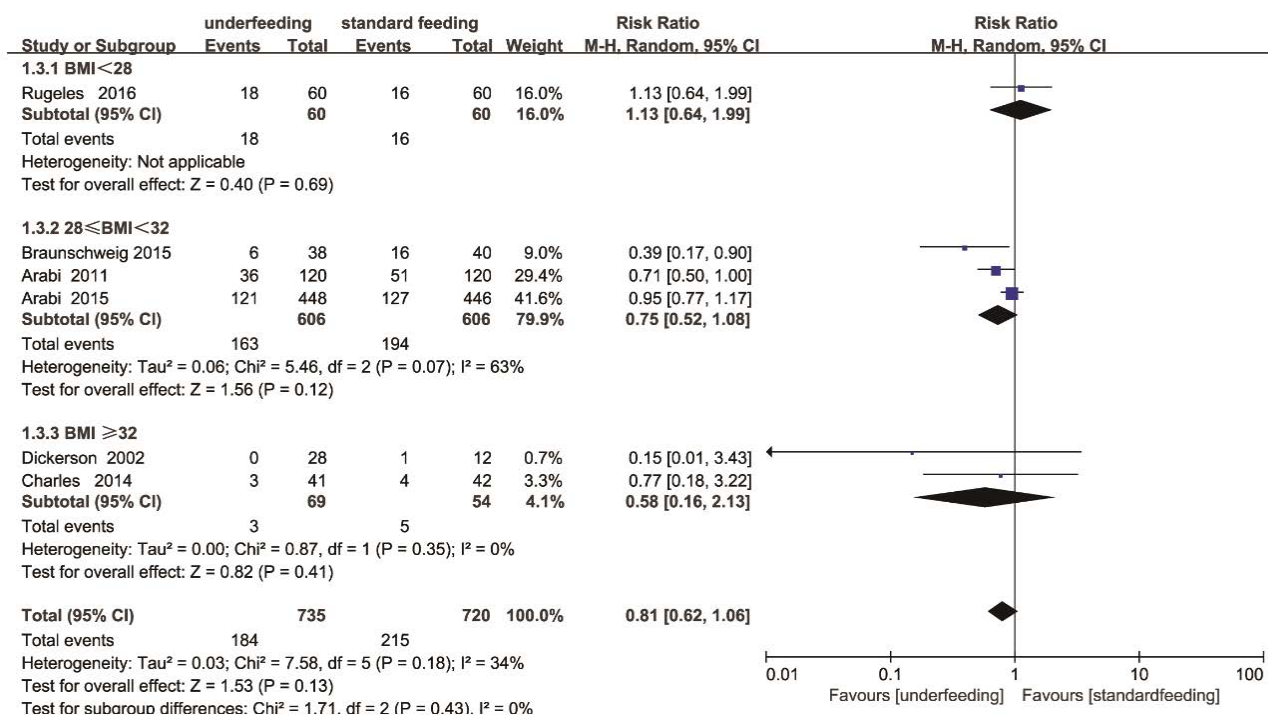 underfeeding standard feeding Risk Ratio Risk Ratio
Study or Subgroup Events Total Events Total Weight M-H, Random, 95% CI M-H, Random, 95% CI
1.3.1 BMI<28
Rugeles 2016 18 60 16 60 16.0% 1.13 [0.64, 1.99]
Subtotal (95% CI) 60 60 16.0% 1.13 [0.64, 1.99]
Total events 18 16
Heterogeneity: Not applicable
Test for overall effect: Z = 0.40 (P = 0.69)
1.3.2 28≤BMI<32
Braunschweig 2015 6 38 16 40 9.0% 0.39 [0.17, 0.90]
Arabi 2011 36 120 51 120 29.4% 0.71 [0.50, 1.00]
Arabi 2015 121 448 127 446 41.6% 0.95 [0.77, 1.17]
Subtotal (95% CI) 606 606 79.9% 0.75 [0.52, 1.08]
Total events 163 194
Heterogeneity: Tau² = 0.06; Chi² = 5.46, df = 2 (P = 0.07); I² = 63%
Test for overall effect: Z = 1.56 (P = 0.12)
1.3.3 BMI ≥32
Dickerson 2002 0 28 1 12 0.7% 0.15 [0.01, 3.43]
Charles 2014 3 41 4 42 3.3% 0.77 [0.18, 3.22]
Subtotal (95% CI) 69 54 4.1% 0.58 [0.16, 2.13]
Total events 3 5
Heterogeneity: Tau² = 0.00; Chi² = 0.87, df = 1 (P = 0.35); I² = 0%
Test for overall effect: Z = 0.82 (P = 0.41)
Total (95% CI) 735 720 100.0% 0.81 [0.62, 1.06]
Total events 184 215
Heterogeneity: Tau² = 0.03; Chi² = 7.58, df = 5 (P = 0.18); I² = 34%
Test for overall effect: Z = 1.53 (P = 0.13)
Test for subgroup differences: Chi² = 1.71, df = 2 (P = 0.43), I² = 0%
0.01 0.1 1 10 100
Favours [underfeeding] Favours [standardfeeding]